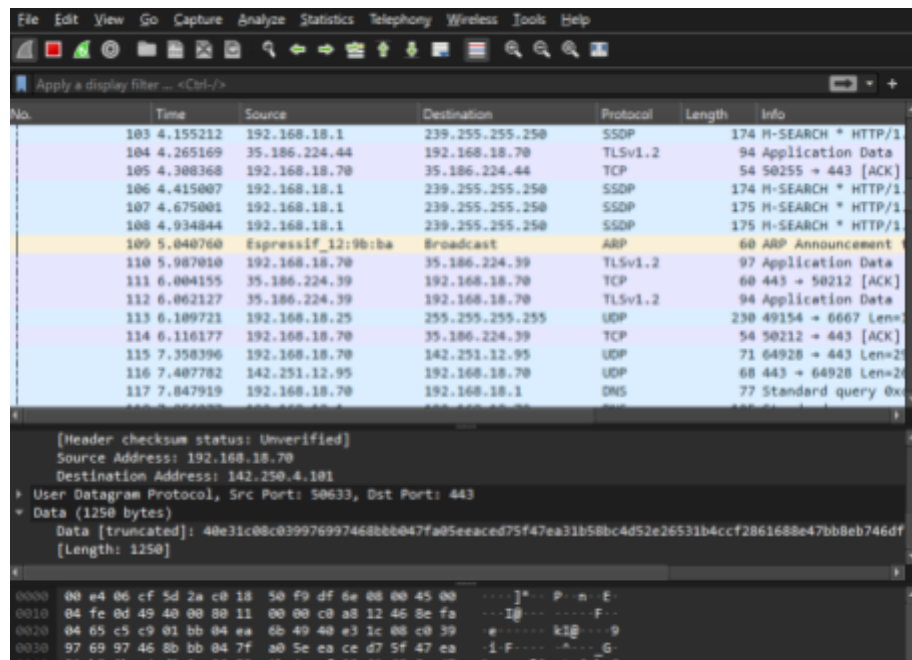 File Edit View Go Capture Analyze Statistics Telephony Wireless Tools Help
Apply a display filter ... <Ctrl-/>
No. Time Source Destination Protocol Length Info
103 4.155212 192.168.18.1 239.255.255.250 SSDP 174 M-SEARCH * HTTP/1.
104 4.265169 35.186.224.44 192.168.18.70 TLSv1.2 94 Application Data
105 4.308368 192.168.18.70 35.186.224.44 TCP 54 50255 → 443 [ACK]
106 4.415007 192.168.18.1 239.255.255.250 SSDP 174 M-SEARCH * HTTP/1.
107 4.675001 192.168.18.1 239.255.255.250 SSDP 175 M-SEARCH * HTTP/1.
108 4.934844 192.168.18.1 239.255.255.250 SSDP 175 M-SEARCH * HTTP/1.
109 5.040760 Espressif_12:9b:ba Broadcast ARP 60 ARP Announcement
110 5.987010 192.168.18.70 35.186.224.39 TLSv1.2 97 Application Data
111 6.004155 35.186.224.39 192.168.18.70 TCP 60 443 → 50212 [ACK]
112 6.062127 35.186.224.39 192.168.18.70 TLSv1.2 94 Application Data
113 6.109721 192.168.18.25 255.255.255.255 UDP 230 49154 → 6667 Len=
114 6.116177 192.168.18.70 35.186.224.39 TCP 54 50212 → 443 [ACK]
115 7.358396 192.168.18.70 142.251.12.95 UDP 71 64928 → 443 Len=29
116 7.407782 142.251.12.95 192.168.18.70 UDP 68 443 → 64928 Len=26
117 7.847919 192.168.18.70 192.168.18.1 DNS 77 Standard query
[Header checksum status: Unverified]
Source Address: 192.168.18.70
Destination Address: 142.250.4.101
User Datagram Protocol, Src Port: 50633, Dst Port: 443
Data (1250 bytes)
Data [truncated]: 40e31c08c039976997468bbb047fa05eeaced75f47ea31b58bc4d52e26531b4ccf2861688e47bb8eb746df
[Length: 1250]
0000 00 e4 06 cf 5d 2a c0 18 50 f9 df 6e 08 00 45 00 ····]*·· P··n··E·
0010 04 fe 0d 49 40 00 80 11 00 00 c0 a8 12 46 8e fa ···I@··· ·····F··
0020 04 65 c5 c9 01 bb 04 ea 6b 49 40 e3 1c 08 c0 39 ·e······ kI@····9
0030 97 69 97 46 8b bb 04 7f a0 5e ea ce d7 5f 47 ea ·i·F···· ·^···_G·